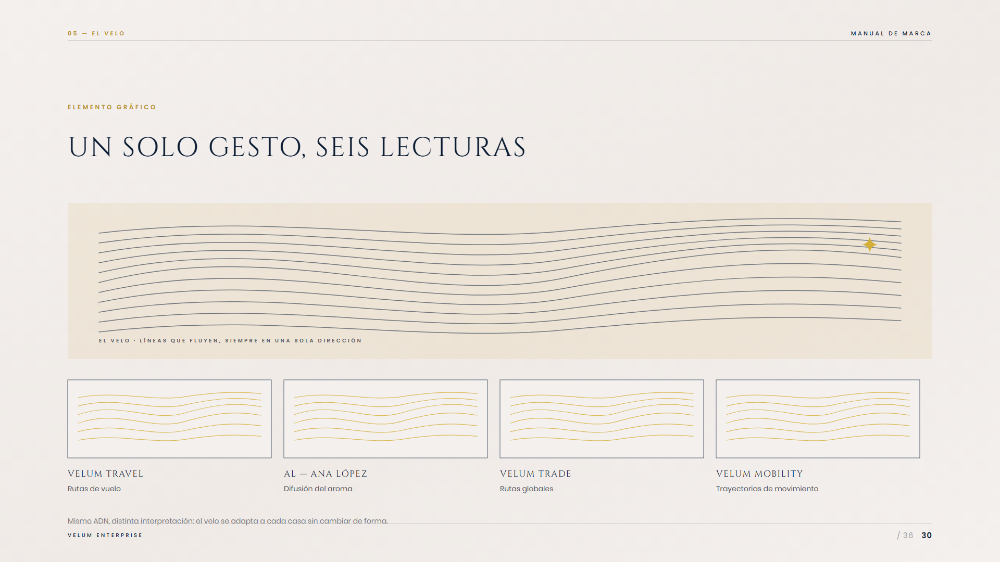 05 — EL VELO
MANUAL DE MARCA
ELEMENTO GRÁFICO
UN SOLO GESTO, SEIS LECTURAS
EL VELO · LÍNEAS QUE FLUYEN, SIEMPRE EN UNA SOLA DIRECCIÓN
VELUM TRAVEL
Rutas de vuelo
AL — ANA LÓPEZ
Difusión del aroma
VELUM TRADE
Rutas globales
VELUM MOBILITY
Trayectorias de movimiento
Mismo ADN, distinta interpretación: el velo se adapta a cada casa sin cambiar de forma.
VELUM ENTERPRISE
/ 36 30